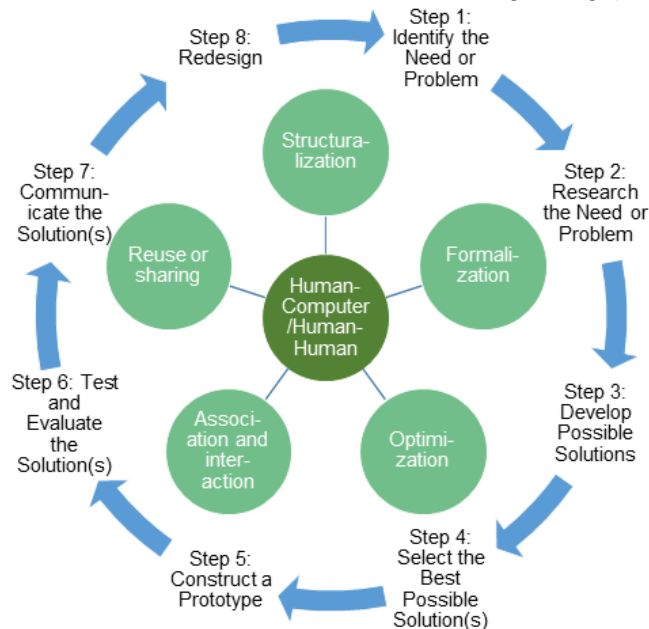 Step 1:
Identify the
Need or
Problem
Step 2:
Research
the Need or
Problem
Step 3:
Develop
Possible
Solutions
Step 4:
Select the
Best
Possible
Solution(s)
Step 5:
Construct a
Prototype
Step 6: Test
and
Evaluate
the
Solution(s)
Step 7:
Commun-
icate the
Solution(s)
Step 8:
Redesign
Structura-
lization
Formali-
zation
Optimi-
zation
Associ-
ation and
inter-
action
Reuse or
sharing
Human-
Computer
/Human-
Human